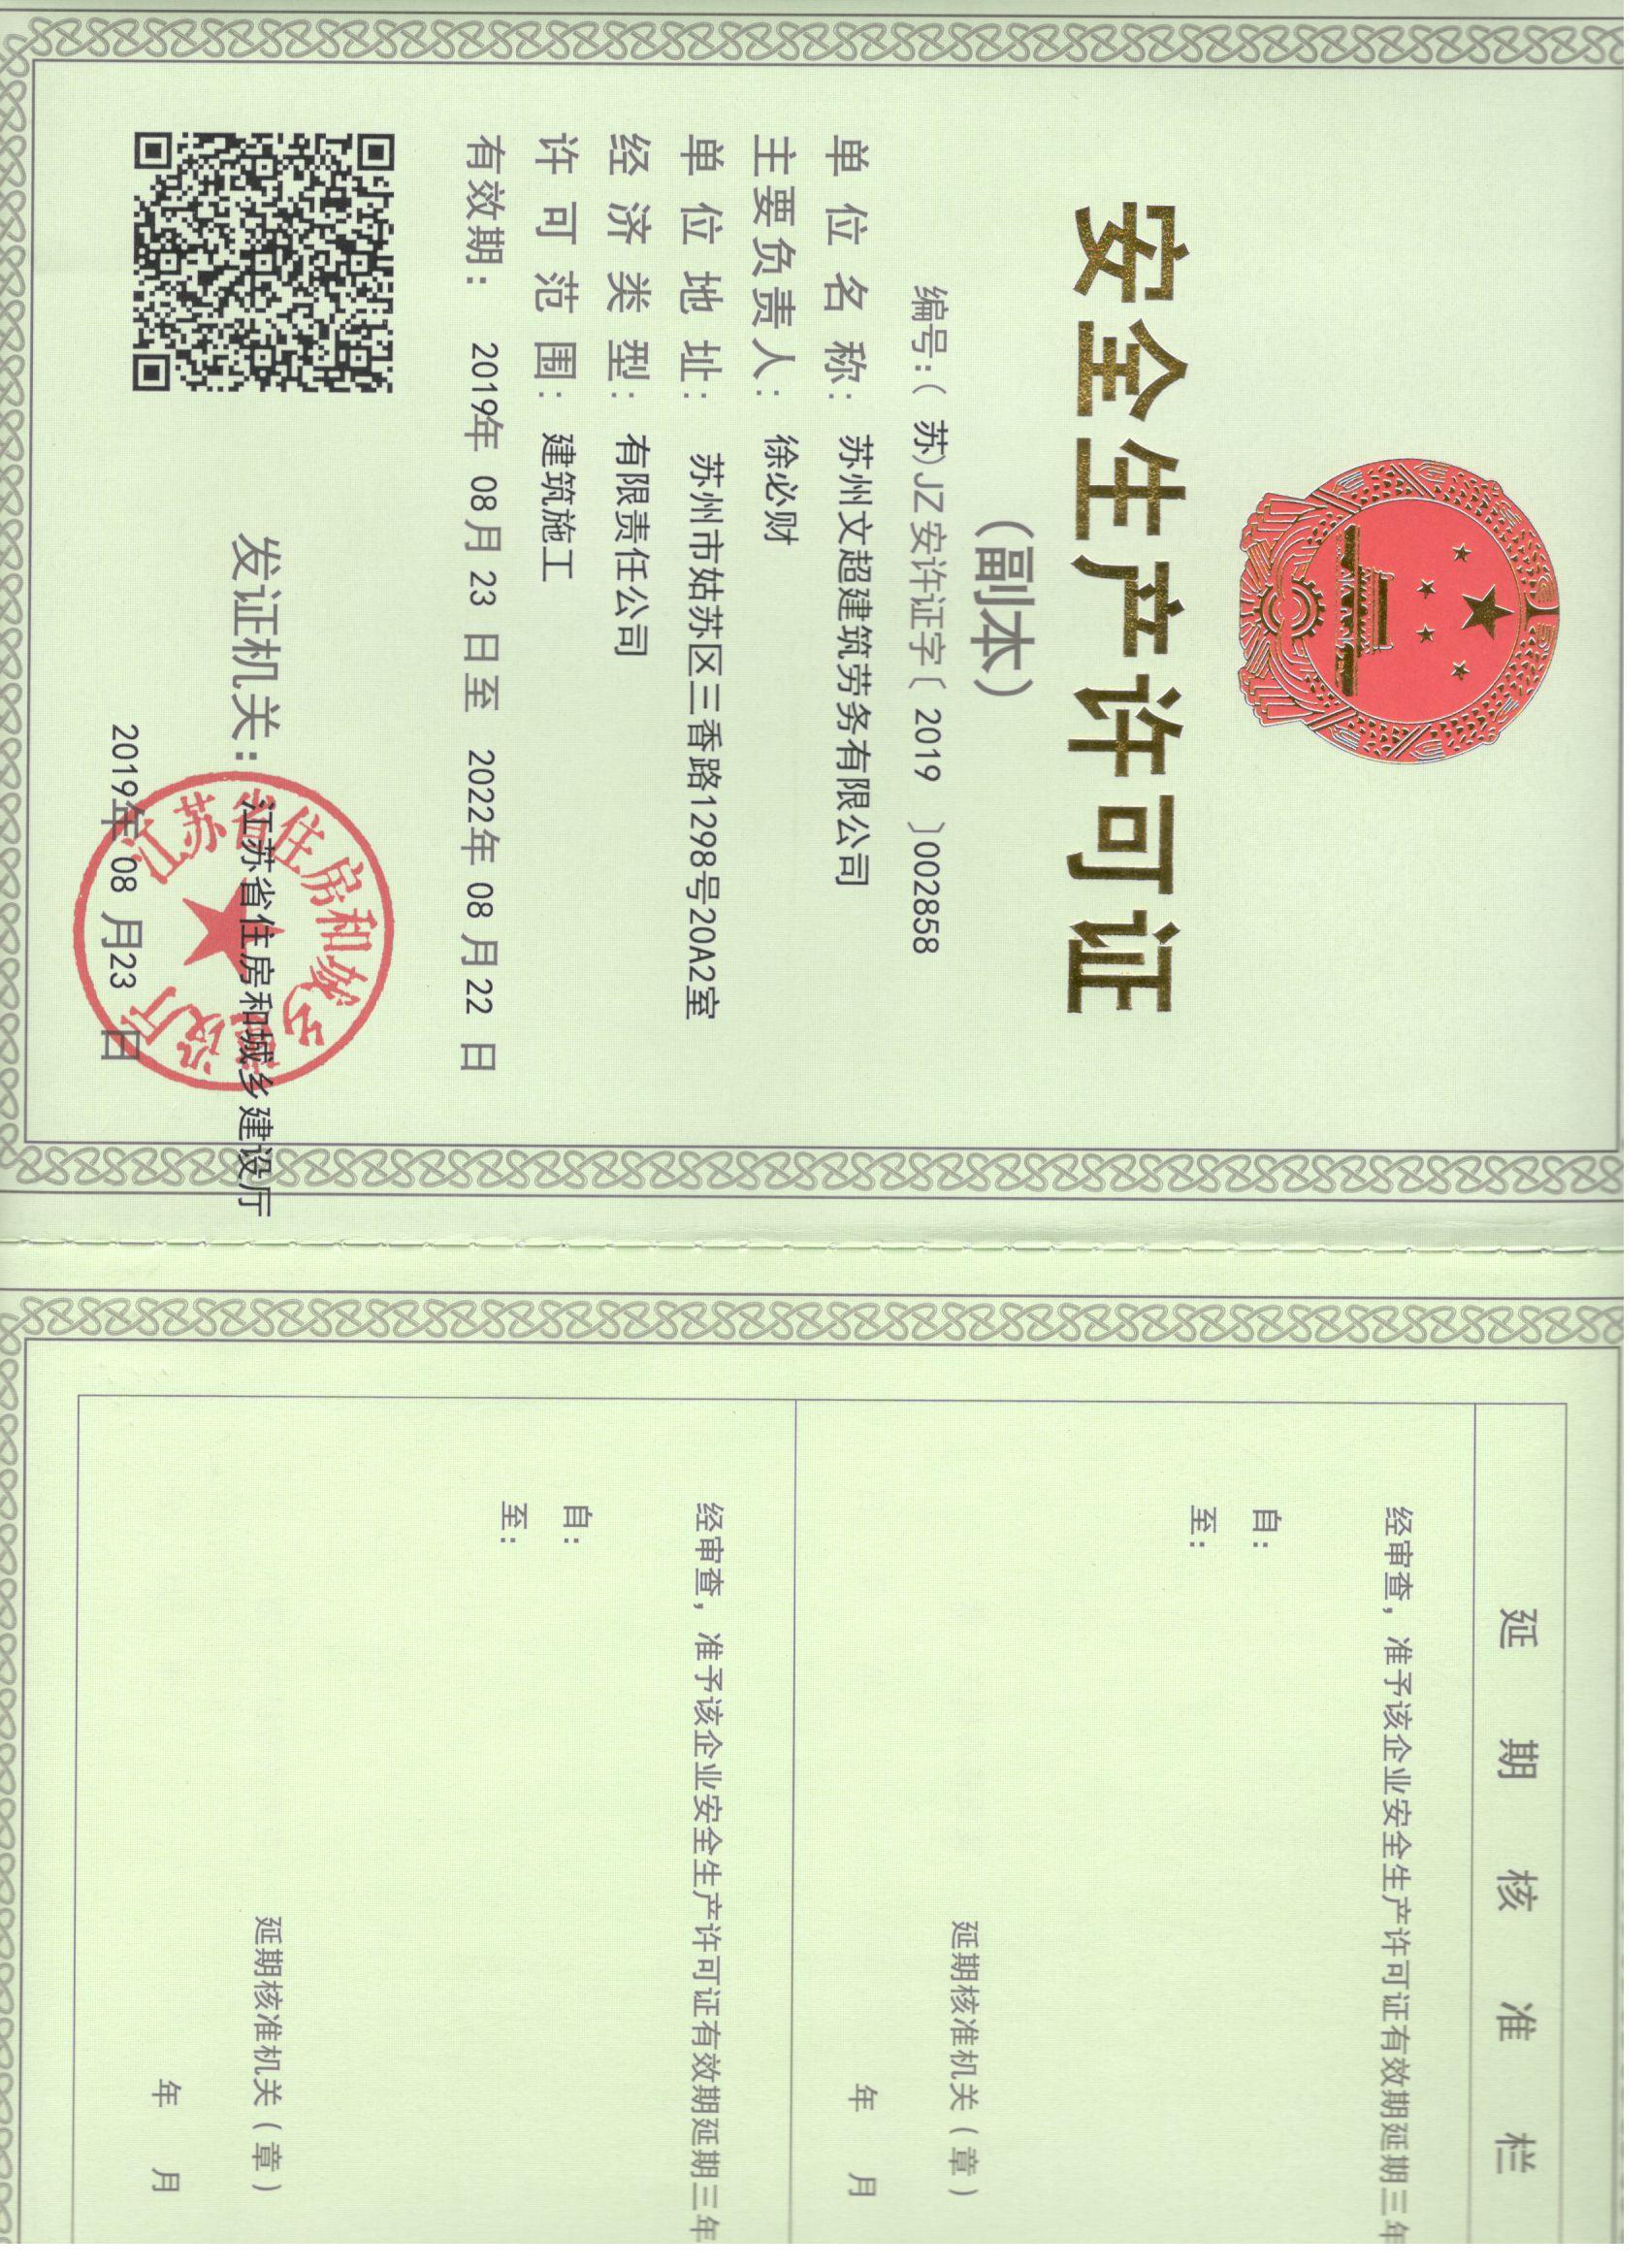 安全生产许可证
（副本）
编号:（ 苏）JZ安许证字〔 2019 〕002858
单位名称: 苏州文超建筑劳务有限公司
主要负责人: 徐必财
单位地址: 苏州市姑苏区三香路1298号20A2室
经济类型: 有限责任公司
许可范围: 建筑施工
有效期: 2019年 08月 23 日至 2022年 08 月 22 日
发证机关: 江苏省住房和城乡建设厅
江苏省住房和城乡建设厅
2019年 08 月 23 日
延期核准栏
经审查，准予该企业安全生产许可证有效期延期三年
自:
至:
延期核准机关（章）
年 月
经审查，准予该企业安全生产许可证有效期延期三年
自:
至:
延期核准机关（章）
年 月